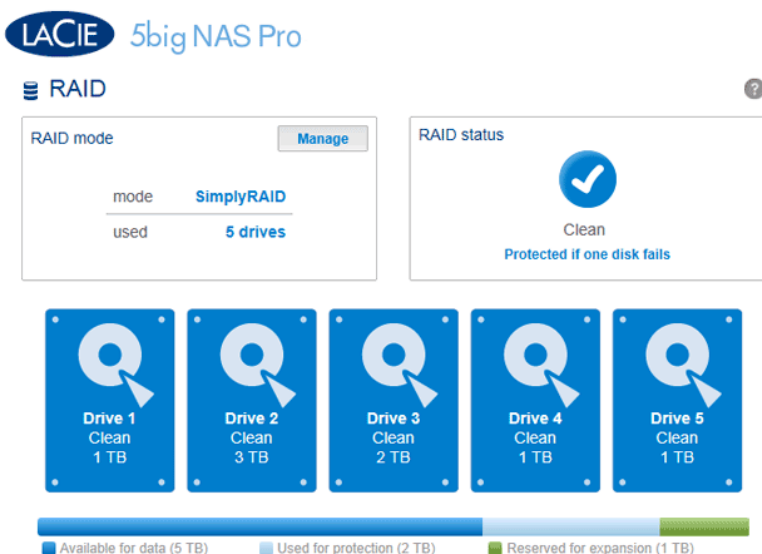 LACIE 5big NAS Pro
RAID
?
RAID mode
Manage
mode SimplyRAID
used 5 drives
RAID status
Clean
Protected if one disk fails
Drive 1
Clean
1 TB
Drive 2
Clean
3 TB
Drive 3
Clean
2 TB
Drive 4
Clean
1 TB
Drive 5
Clean
1 TB
Available for data (5 TB) Used for protection (2 TB) Reserved for expansion (1 TB)